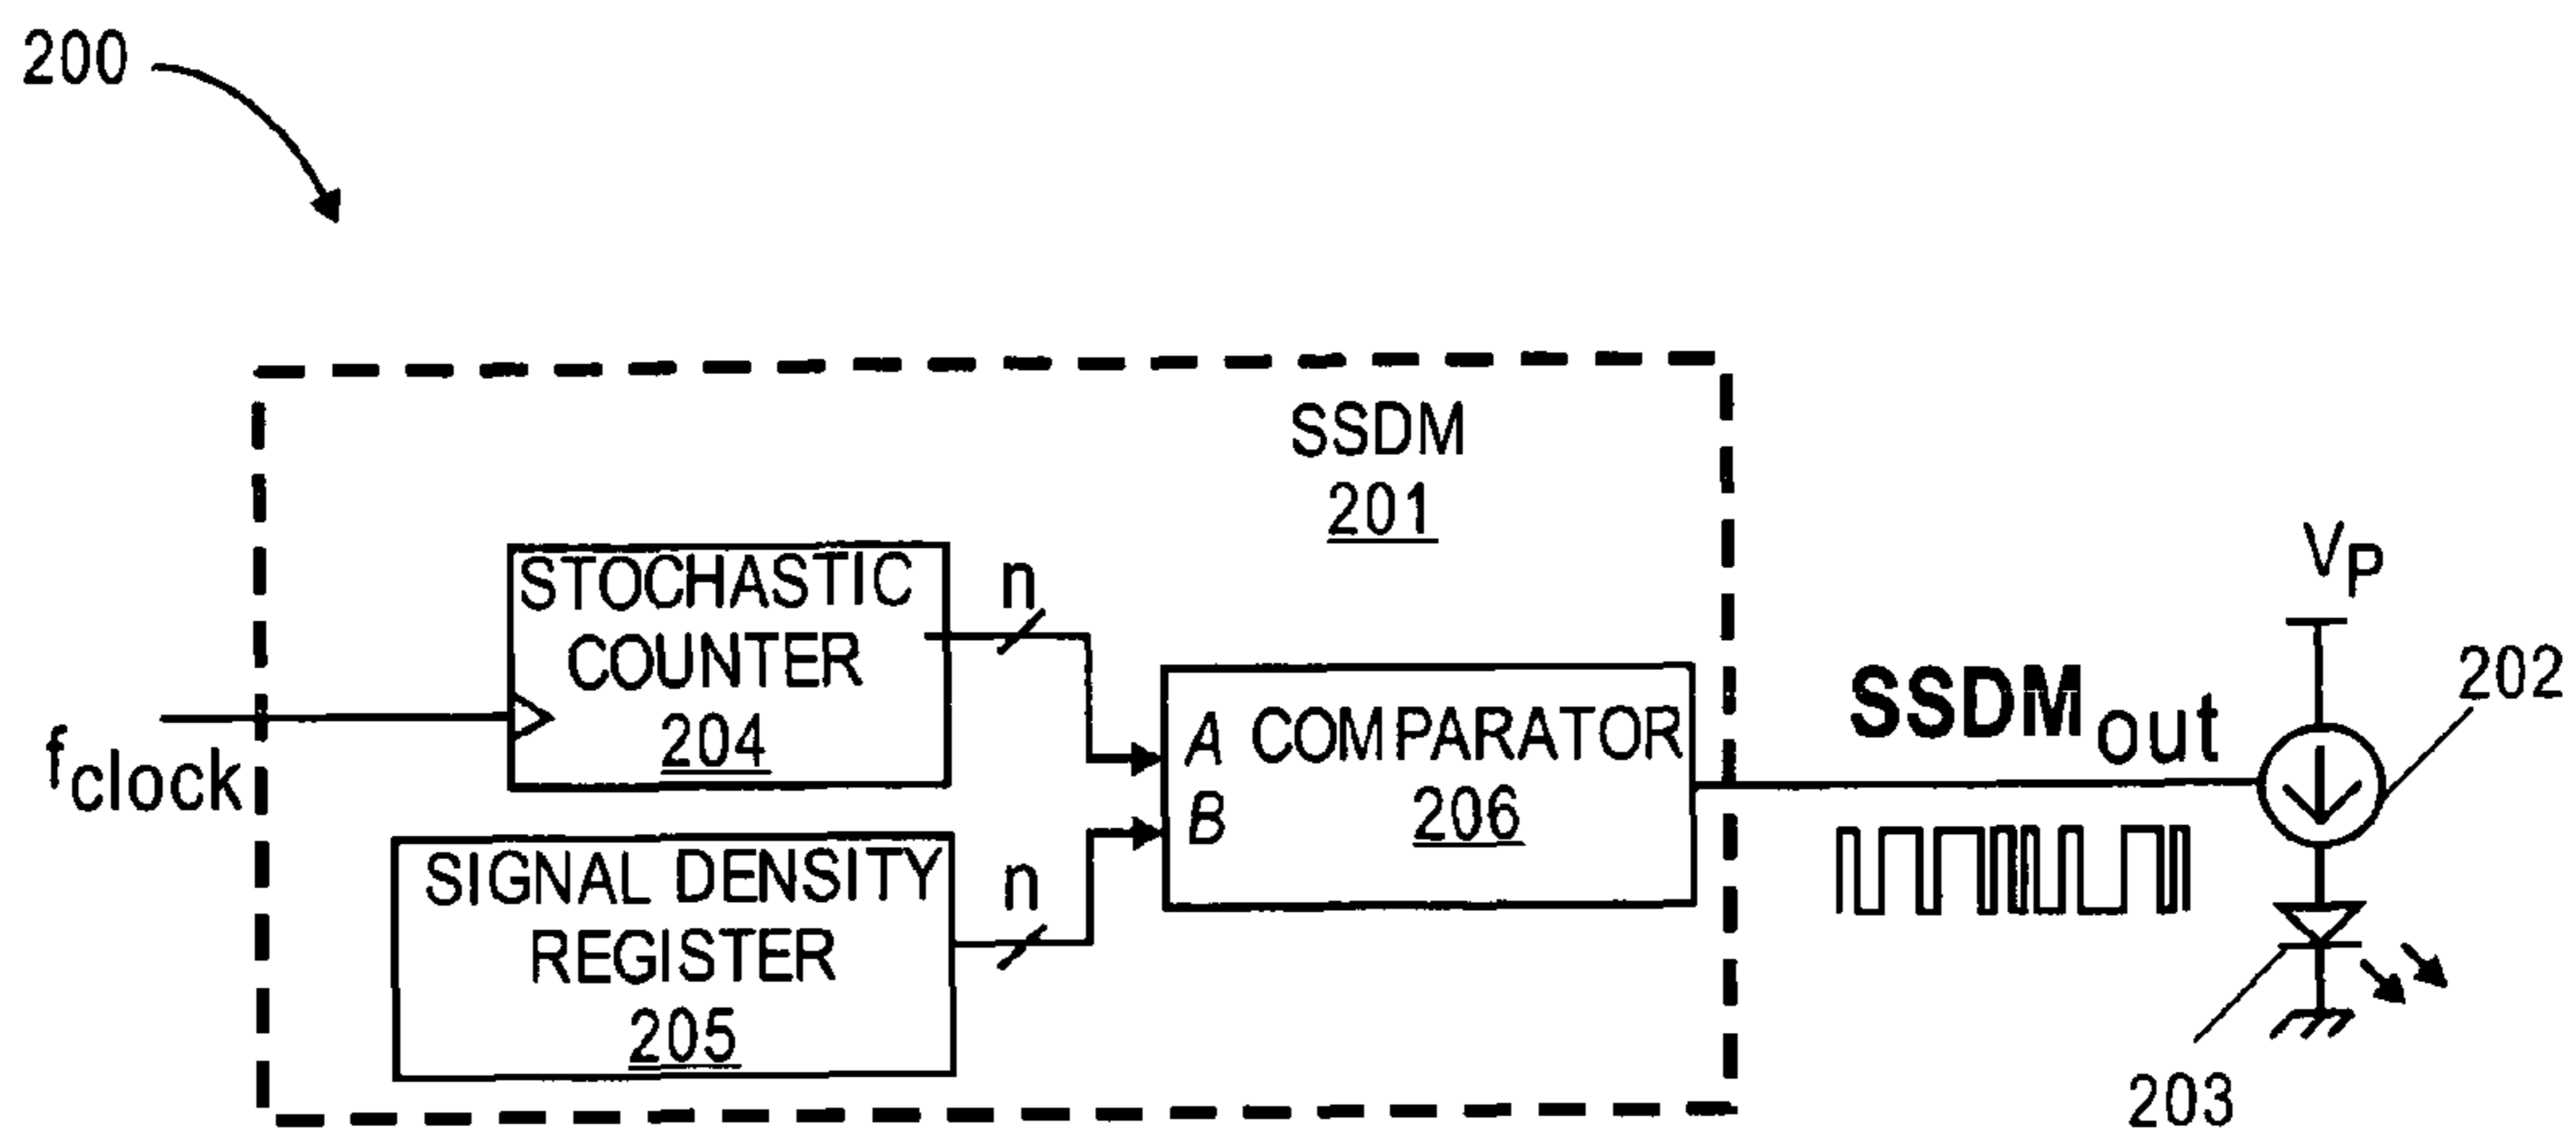 200
SSDM
201
STOCHASTIC
COUNTER
204
n
fclock
SIGNAL DENSITY
REGISTER
205
n
A
B
COMPARATOR
206
SSDMout
VP
202
203